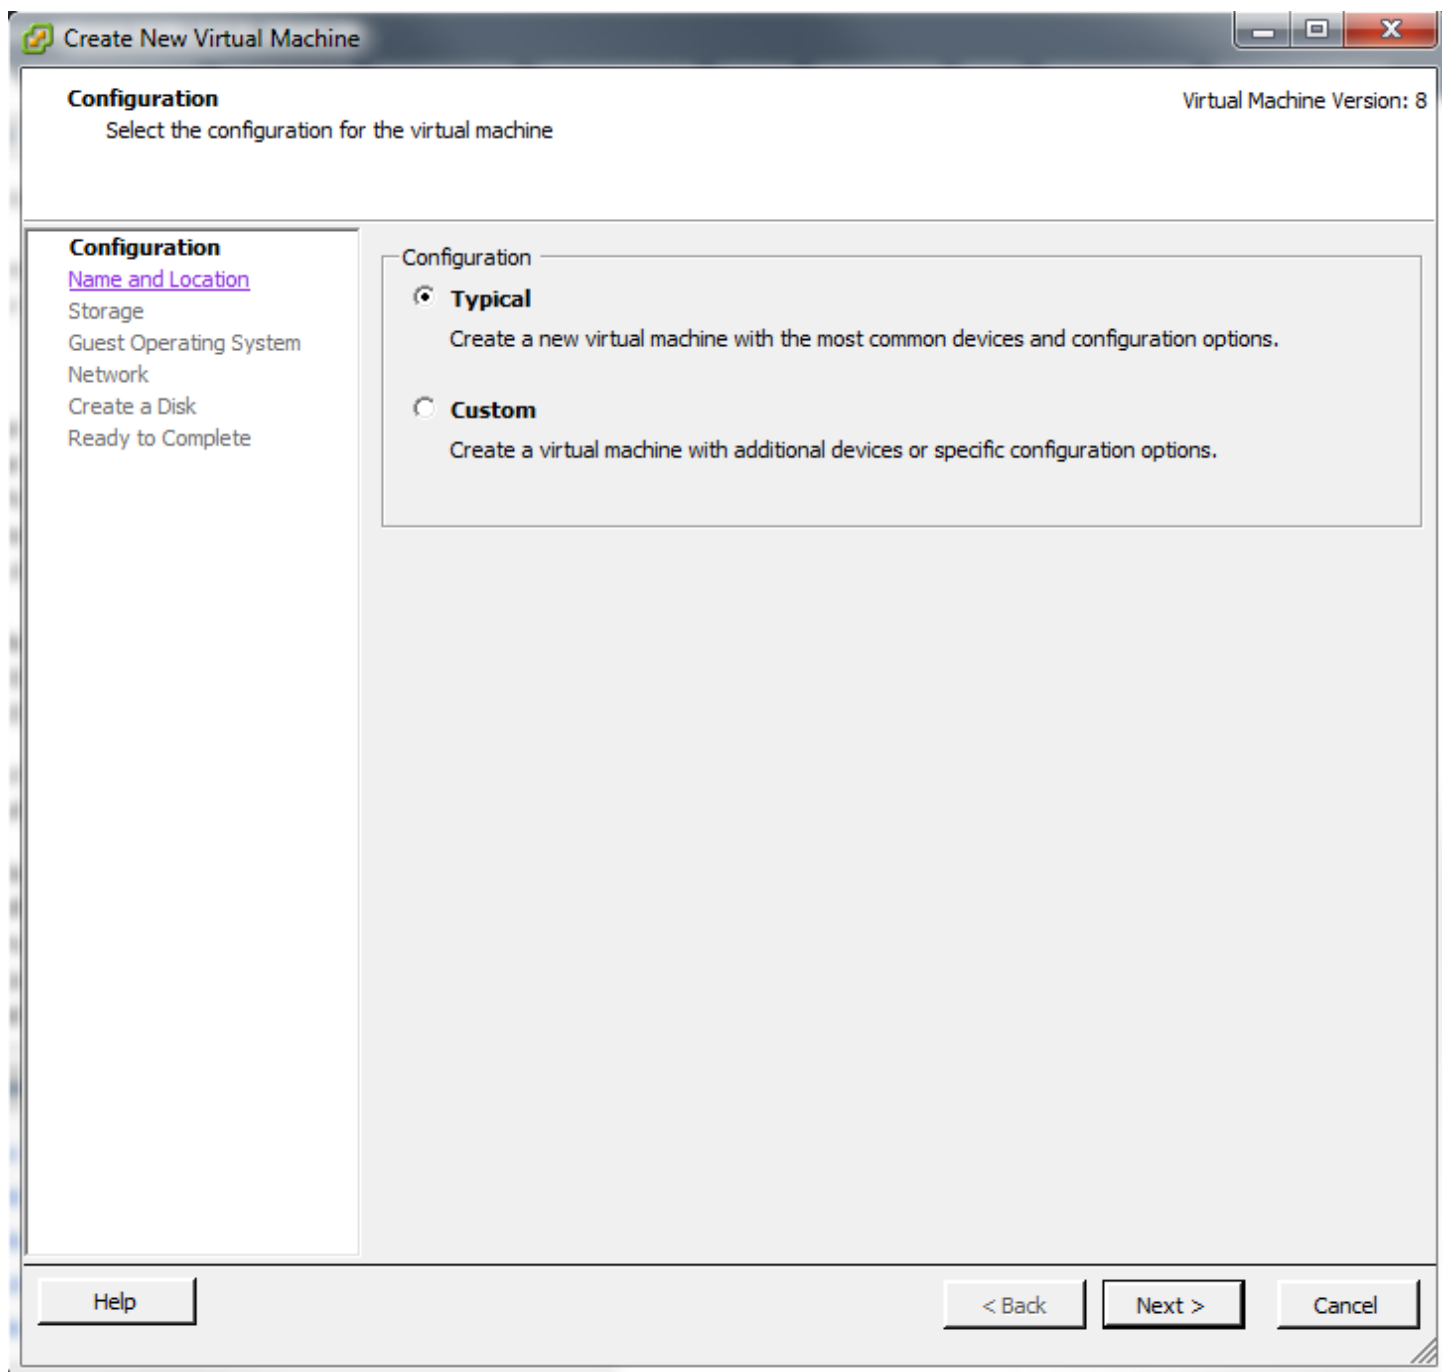 Create New Virtual Machine
Configuration
Virtual Machine Version: 8
Select the configuration for the virtual machine
Configuration
Name and Location
Storage
Guest Operating System
Network
Create a Disk
Ready to Complete
Configuration
Typical
Create a new virtual machine with the most common devices and configuration options.
Custom
Create a virtual machine with additional devices or specific configuration options.
Help
< Back
Next >
Cancel